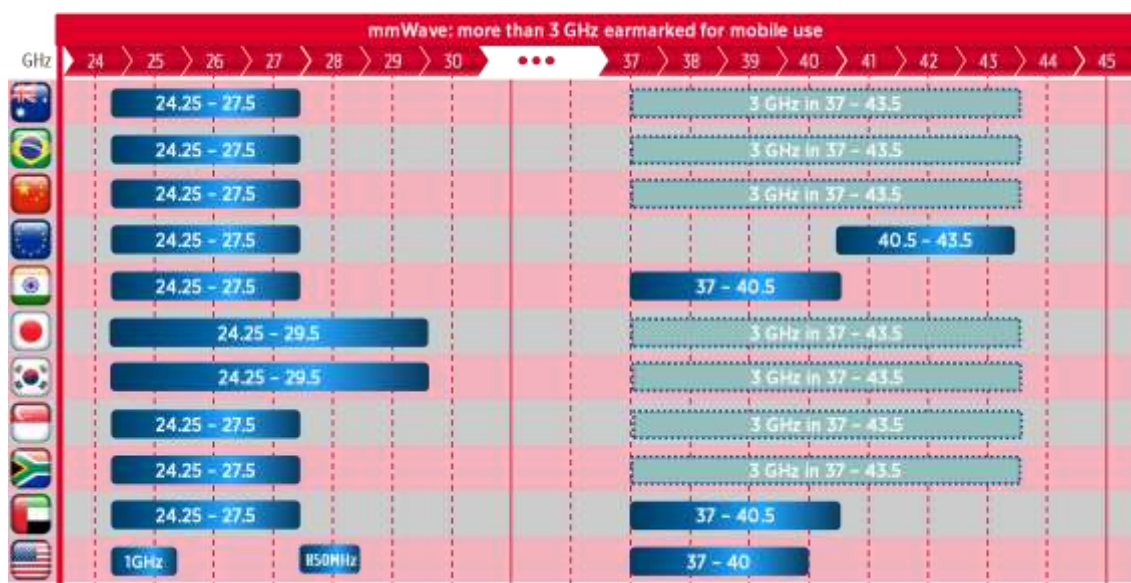 mmWave: more than 3 GHz earmarked for mobile use
GHz 24 25 26 27 28 29 30 ••• 37 38 39 40 41 42 43 44 45
24.25 – 27.5 3 GHz in 37 – 43.5
24.25 – 27.5 3 GHz in 37 – 43.5
24.25 – 27.5 3 GHz in 37 – 43.5
24.25 – 27.5 40.5 – 43.5
24.25 – 27.5 37 – 40.5
24.25 – 29.5 3 GHz in 37 – 43.5
24.25 – 29.5 3 GHz in 37 – 43.5
24.25 – 27.5 3 GHz in 37 – 43.5
24.25 – 27.5 3 GHz in 37 – 43.5
24.25 – 27.5 37 – 40.5
1GHz 850MHz 37 – 40